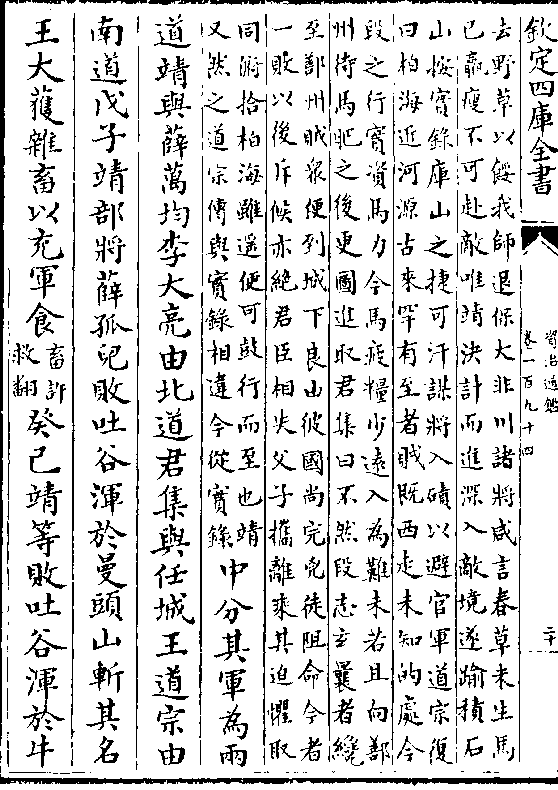 欽定四庫全書
資治通鑑
卷一百九十四
二十
去野草以餒我師退保大非川諸將咸言春草未生馬
已羸瘦不可赴敵唯靖決計而進深入敵境遂踰積石
山按實錄庫山之捷可汗謀將入磧以避官軍道宗復
曰柏海近河源古來罕有至者賊既西走未知的處今
段之行實資馬力今馬疲糧少遠入為難未若且向鄯
州待馬肥之後更圖進取君集曰不然段志玄曩者纔
至鄯州賊衆便到城下良山彼國尚完兇徒阻命今者
一敗以後斥候亦絕君臣相失父子攜離乘其迫懼取
同俯拾柏海雖遥便可鼓行而至也靖
又然之道宗傳與實錄相違今從實錄
中分其軍為兩
道靖與薛萬均李大亮由北道君集與任城王道宗由
南道戊子靖部將薛孤兒敗吐谷渾於曼頭山斬其名
王大獲雜畜以充軍食
畜許
救翻
癸巳靖等敗吐谷渾於牛